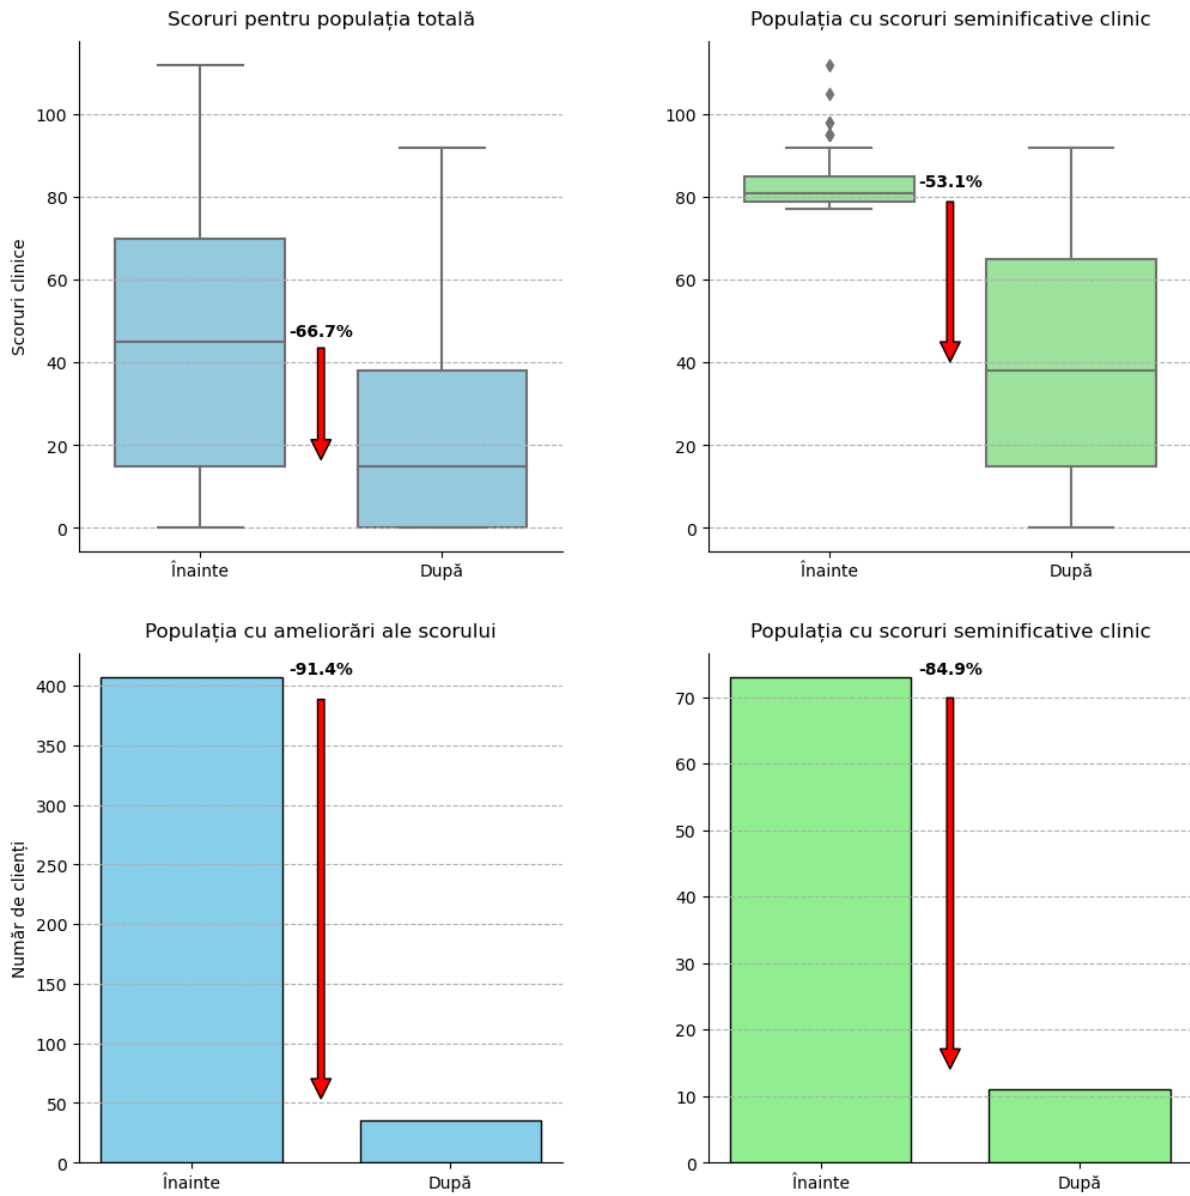 Scoruri pentru populația totală
Scoruri clinice
100
80
60
40
20
0
-66.7%
Înainte
După
Populația cu scoruri seminificative clinic
100
80
60
40
20
0
-53.1%
Înainte
După
Populația cu ameliorări ale scorului
Număr de clienți
400
350
300
250
200
150
100
50
0
-91.4%
Înainte
După
Populația cu scoruri seminificative clinic
70
60
50
40
30
20
10
0
-84.9%
Înainte
După